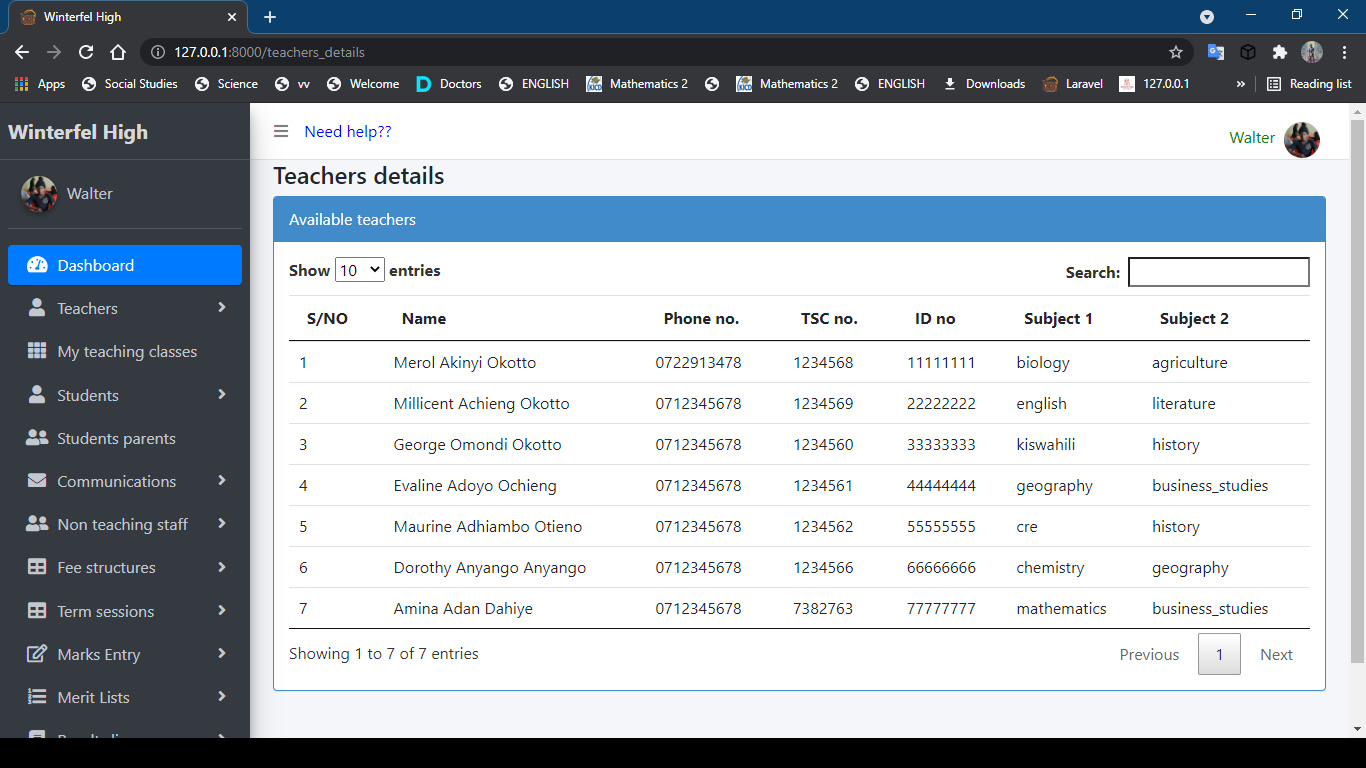 Winterfel High
127.0.0.1:8000/teachers_details
Apps Social Studies Science vv Welcome Doctors ENGLISH Mathematics 2 Mathematics 2 ENGLISH Downloads Laravel 127.0.0.1 » Reading list
Winterfel High
Walter
Dashboard
Teachers
My teaching classes
Students
Students parents
Communications
Non teaching staff
Fee structures
Term sessions
Marks Entry
Merit Lists
Need help??
Walter
Teachers details
Available teachers
Show 10 entries
Search:
S/NO Name Phone no. TSC no. ID no Subject 1 Subject 2
1 Merol Akinyi Okotto 0722913478 1234568 11111111 biology agriculture
2 Millicent Achieng Okotto 0712345678 1234569 22222222 english literature
3 George Omondi Okotto 0712345678 1234560 33333333 kiswahili history
4 Evaline Adoyo Ochieng 0712345678 1234561 44444444 geography business_studies
5 Maurine Adhiambo Otieno 0712345678 1234562 55555555 cre history
6 Dorothy Anyango Anyango 0712345678 1234566 66666666 chemistry geography
7 Amina Adan Dahiye 0712345678 7382763 77777777 mathematics business_studies
Showing 1 to 7 of 7 entries
Previous 1 Next